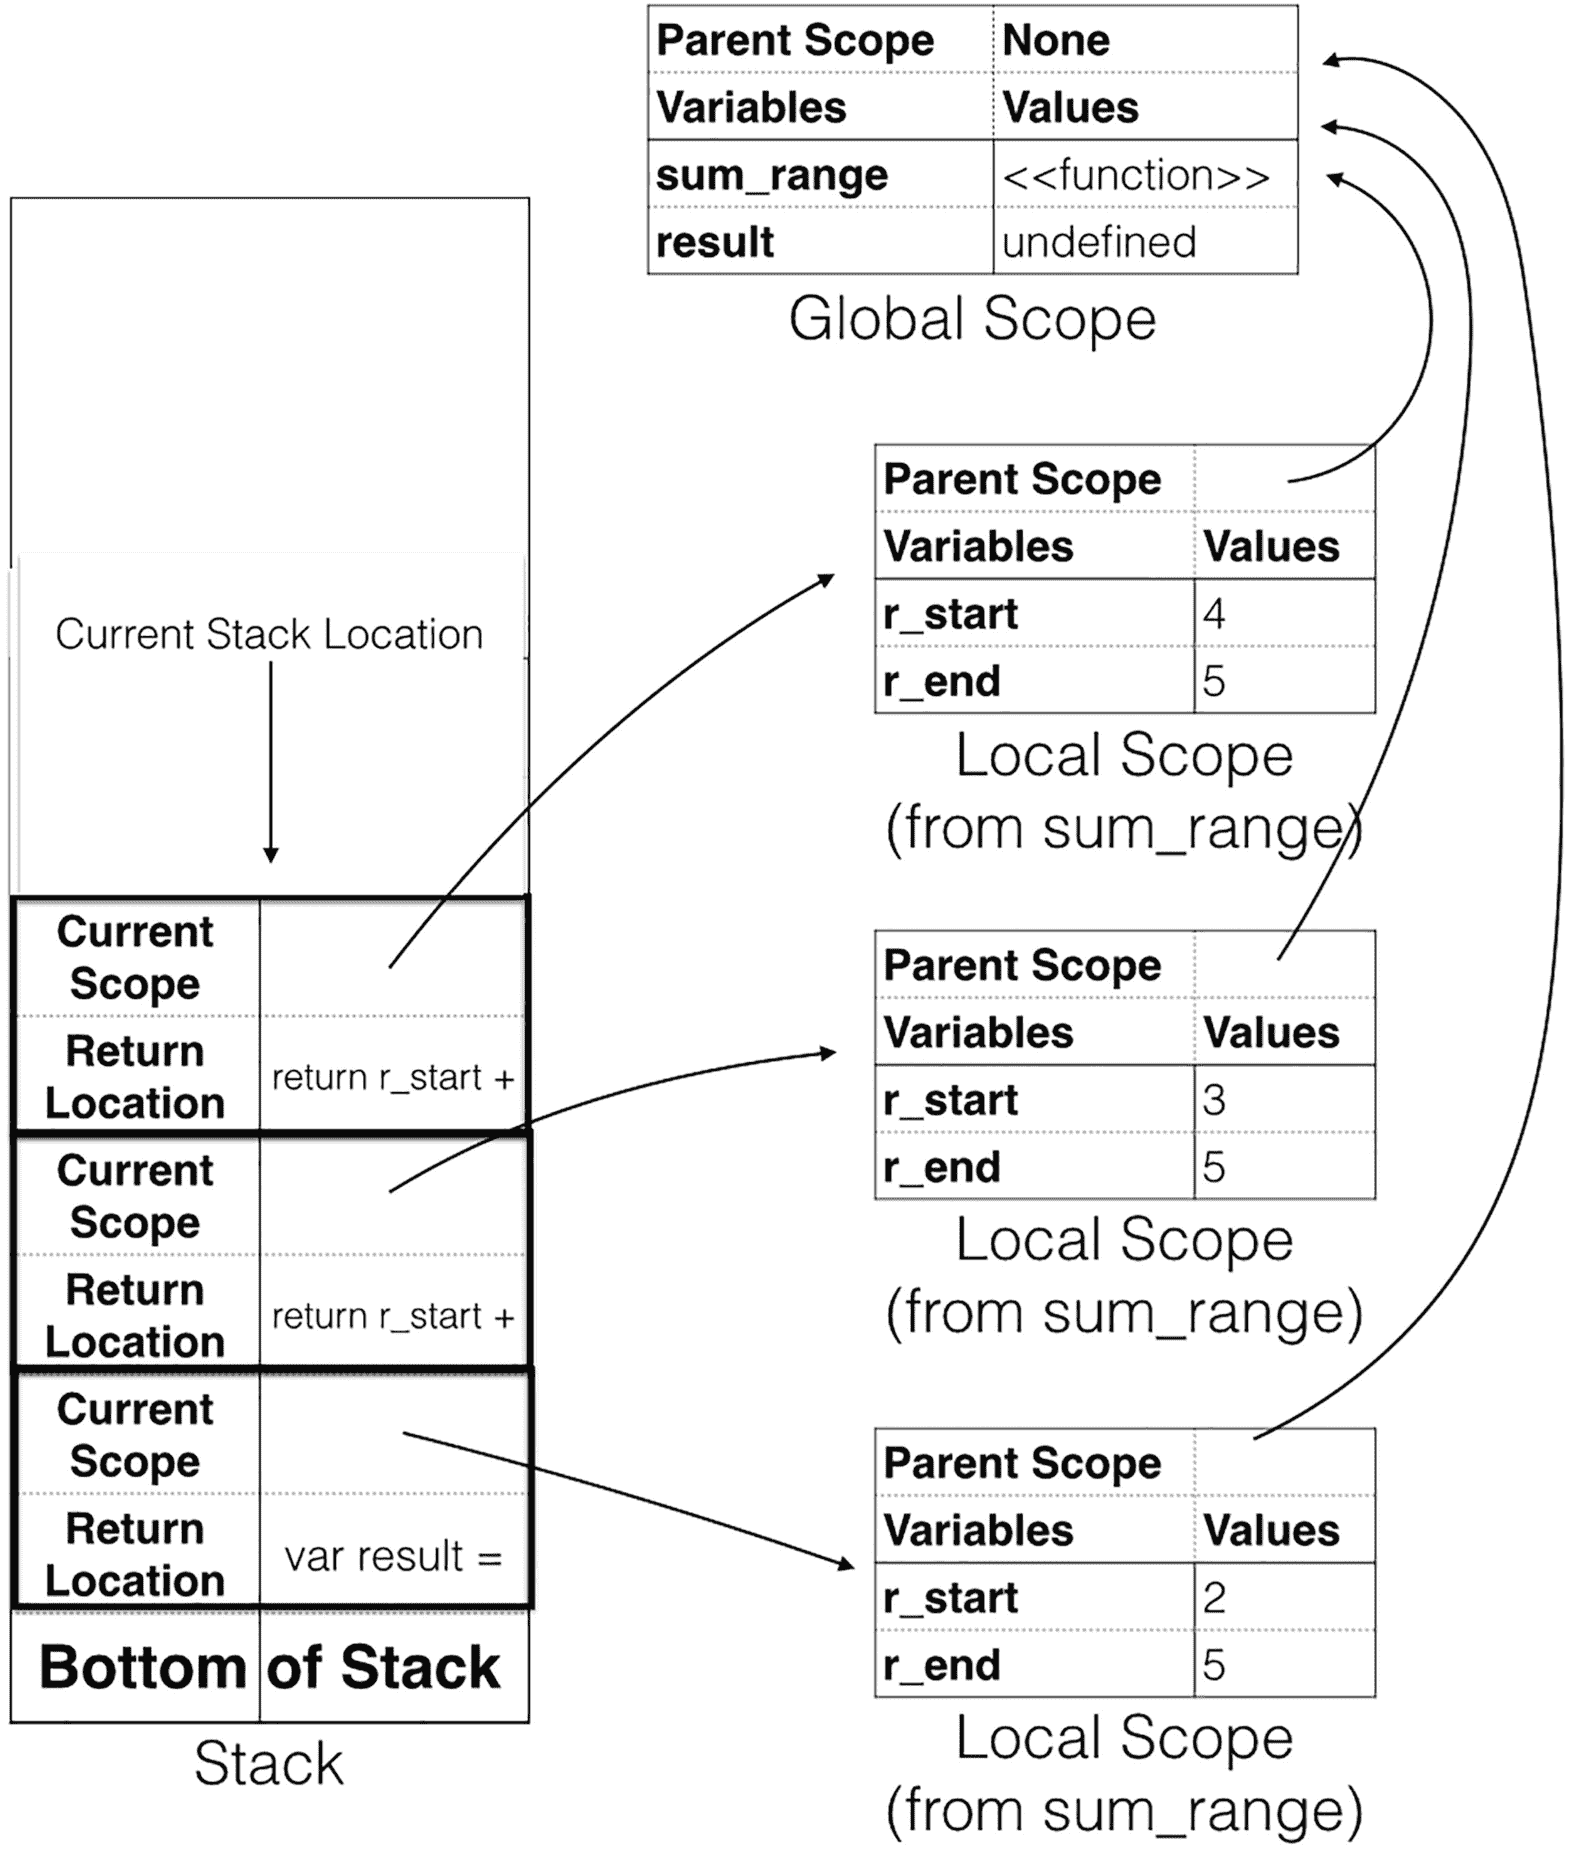 Parent Scope None
Variables Values
sum_range <<function>>
result undefined
Global Scope
Current Stack Location
Current
Scope
Return
Location
return r_start +
Current
Scope
Return
Location
return r_start +
Current
Scope
Return
Location
var result =
Bottom of Stack
Stack
Parent Scope
Variables Values
r_start 4
r_end 5
Local Scope
(from sum_range)
Parent Scope
Variables Values
r_start 3
r_end 5
Local Scope
(from sum_range)
Parent Scope
Variables Values
r_start 2
r_end 5
Local Scope
(from sum_range)